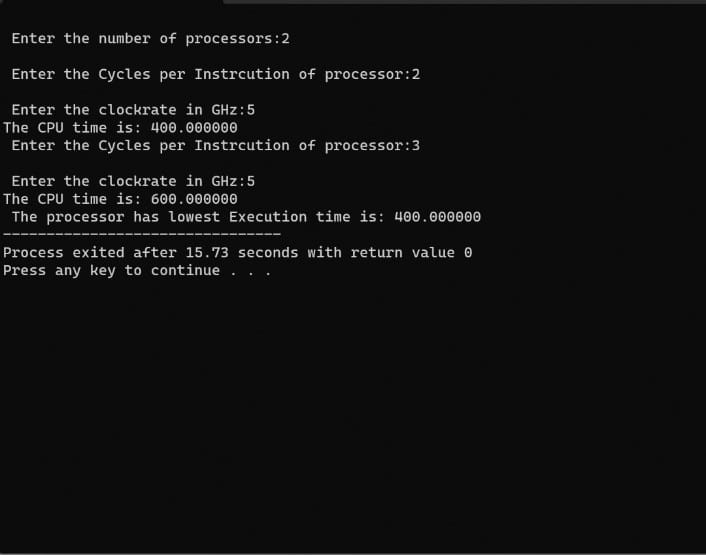 Enter the number of processors:2
Enter the Cycles per Instrcution of processor:2
Enter the clockrate in GHz:5
The CPU time is: 400.000000
Enter the Cycles per Instrcution of processor:3
Enter the clockrate in GHz:5
The CPU time is: 600.000000
The processor has lowest Execution time is: 400.000000
--------------------------------
Process exited after 15.73 seconds with return value 0
Press any key to continue . . .